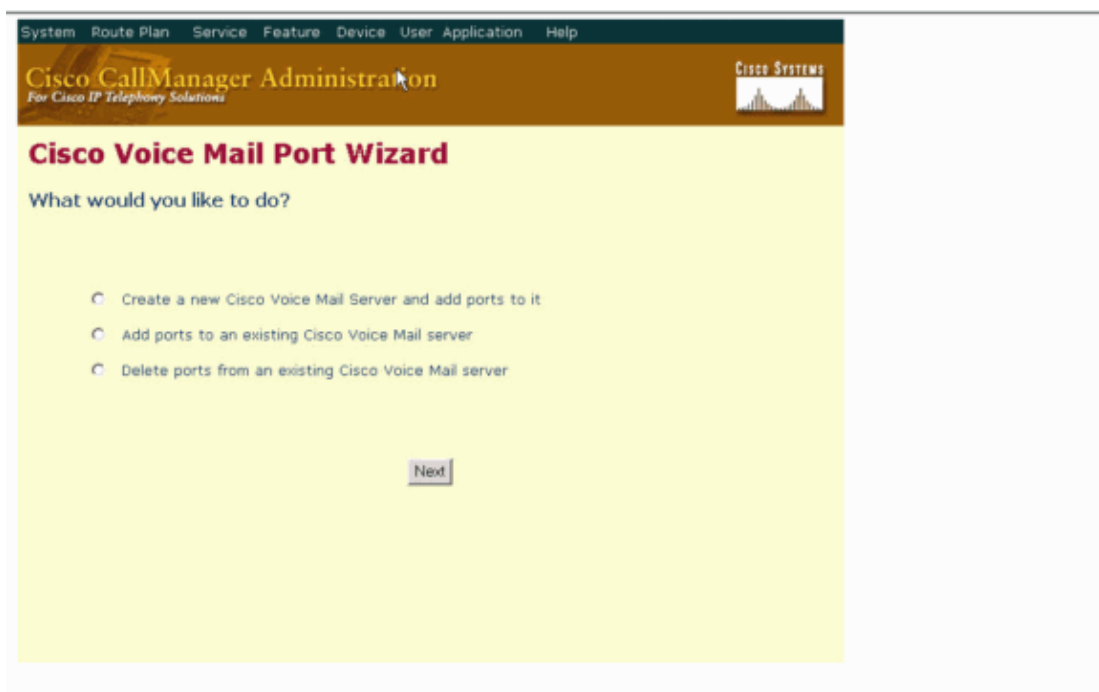 System Route Plan Service Feature Device User Application Help
Cisco CallManager Administration
For Cisco IP Telephony Solutions
CISCO SYSTEMS
Cisco Voice Mail Port Wizard
What would you like to do?
Create a new Cisco Voice Mail Server and add ports to it
Add ports to an existing Cisco Voice Mail server
Delete ports from an existing Cisco Voice Mail server
Next